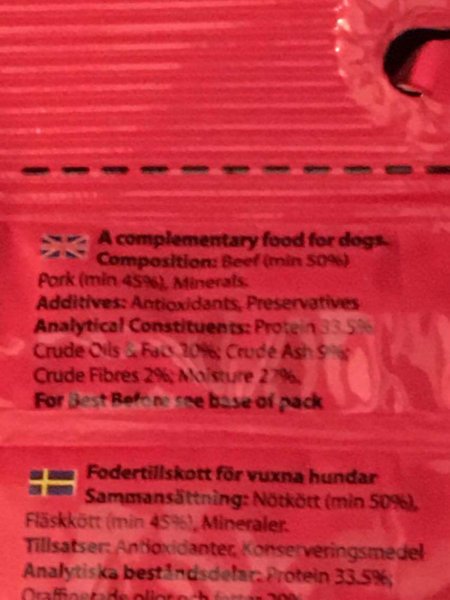 A complementary food for dogs.
Composition: Beef (min 50%)
Pork (min 45%), Minerals.
Additives: Antioxidants, Preservatives
Analytical Constituents: Protein 33.5%
Crude Oils & Fats 20%; Crude Ash 9%;
Crude Fibres 2%; Moisture 27%.
For Best Before see base of pack
Fodertillskott för vuxna hundar
Sammansättning: Nötkött (min 50%),
Fläskkött (min 45%), Mineraler.
Tillsatser: Antioxidanter, Konserveringsmedel
Analytiska beståndsdelar: Protein 33.5%;